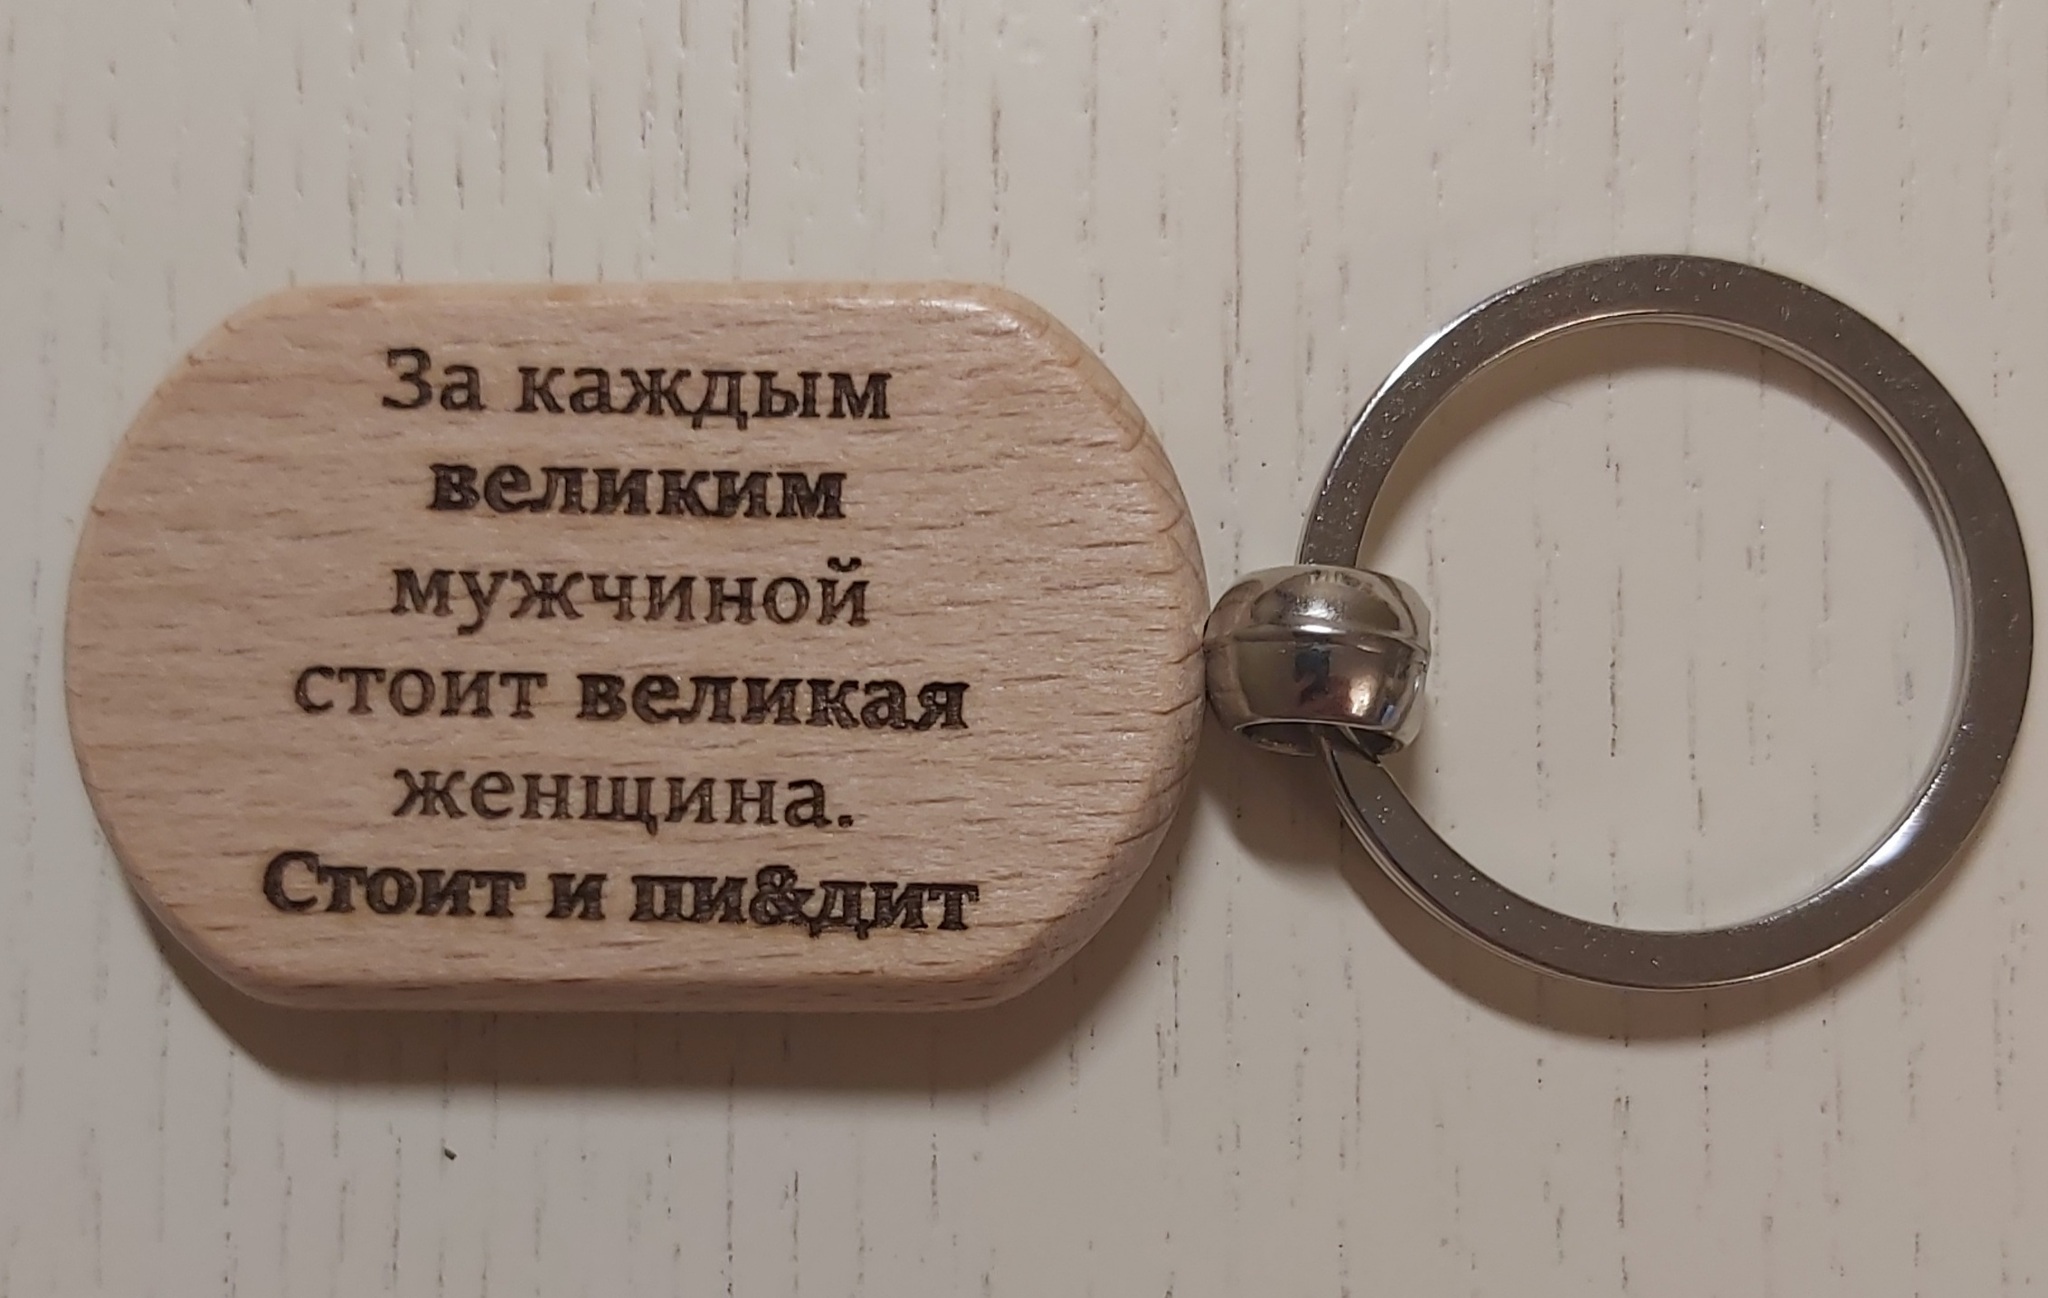 За каждым
великим
мужчиной
стоит великая
женщина.
Стоит и пи&дит